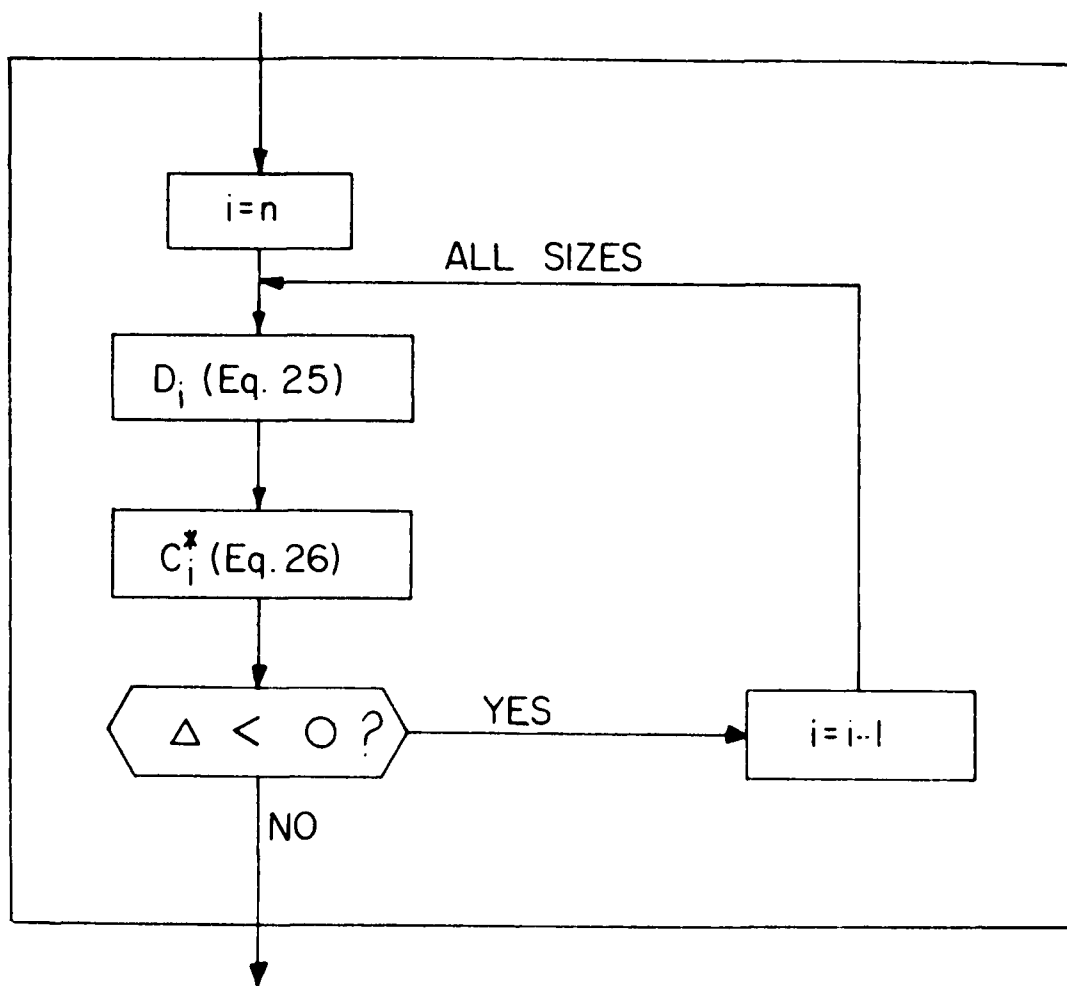 i=n
ALL SIZES
D_i (Eq. 25)
C_i^* (Eq. 26)
Δ < O ?
YES
i=i-1
NO